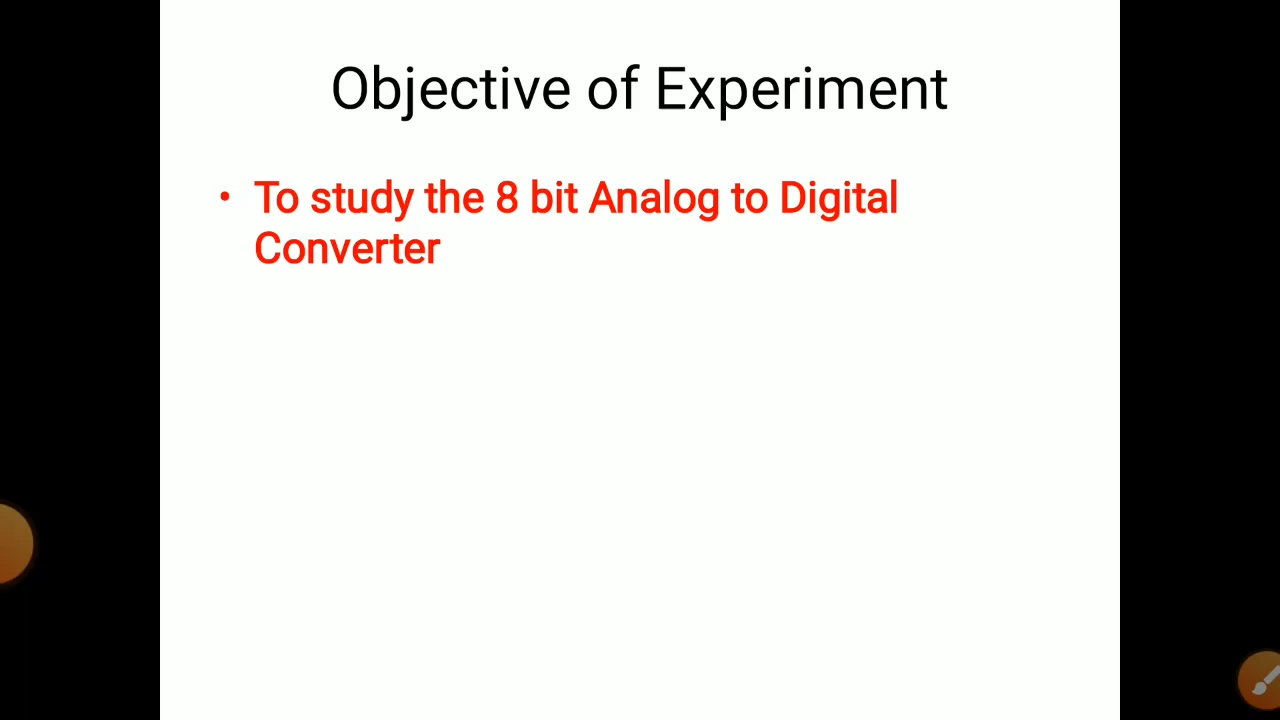 Objective of Experiment
• To study the 8 bit Analog to Digital
Converter